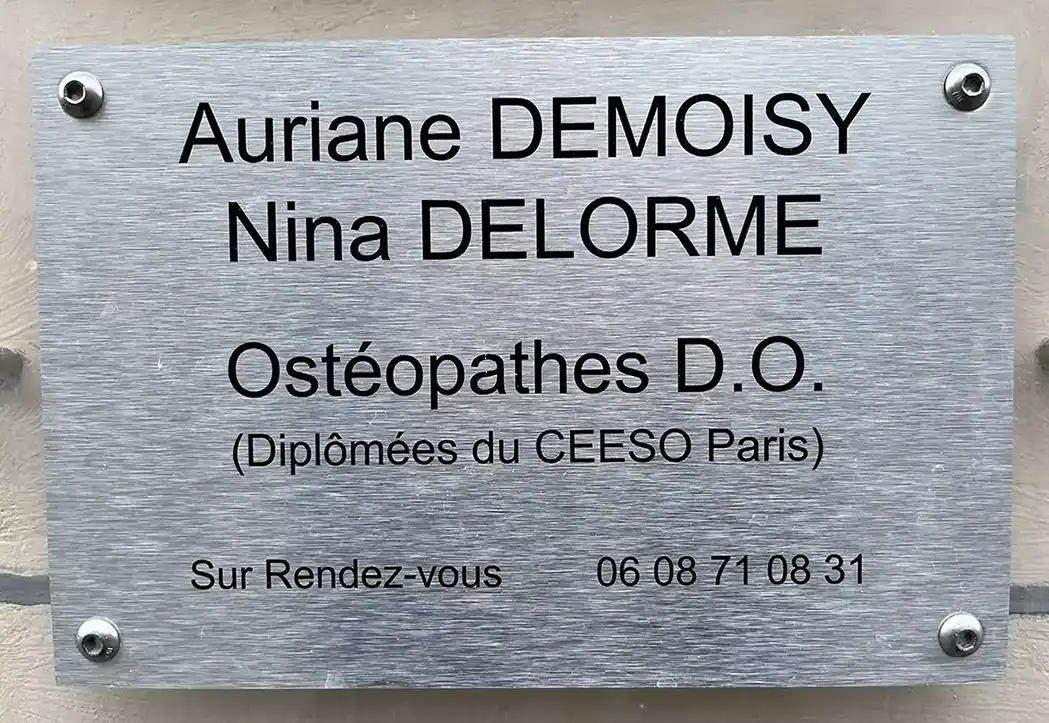 Auriane DEMOISY
Nina DELORME
Ostéopathes D.O.
(Diplômées du CEESO Paris)
Sur Rendez-vous 06 08 71 08 31